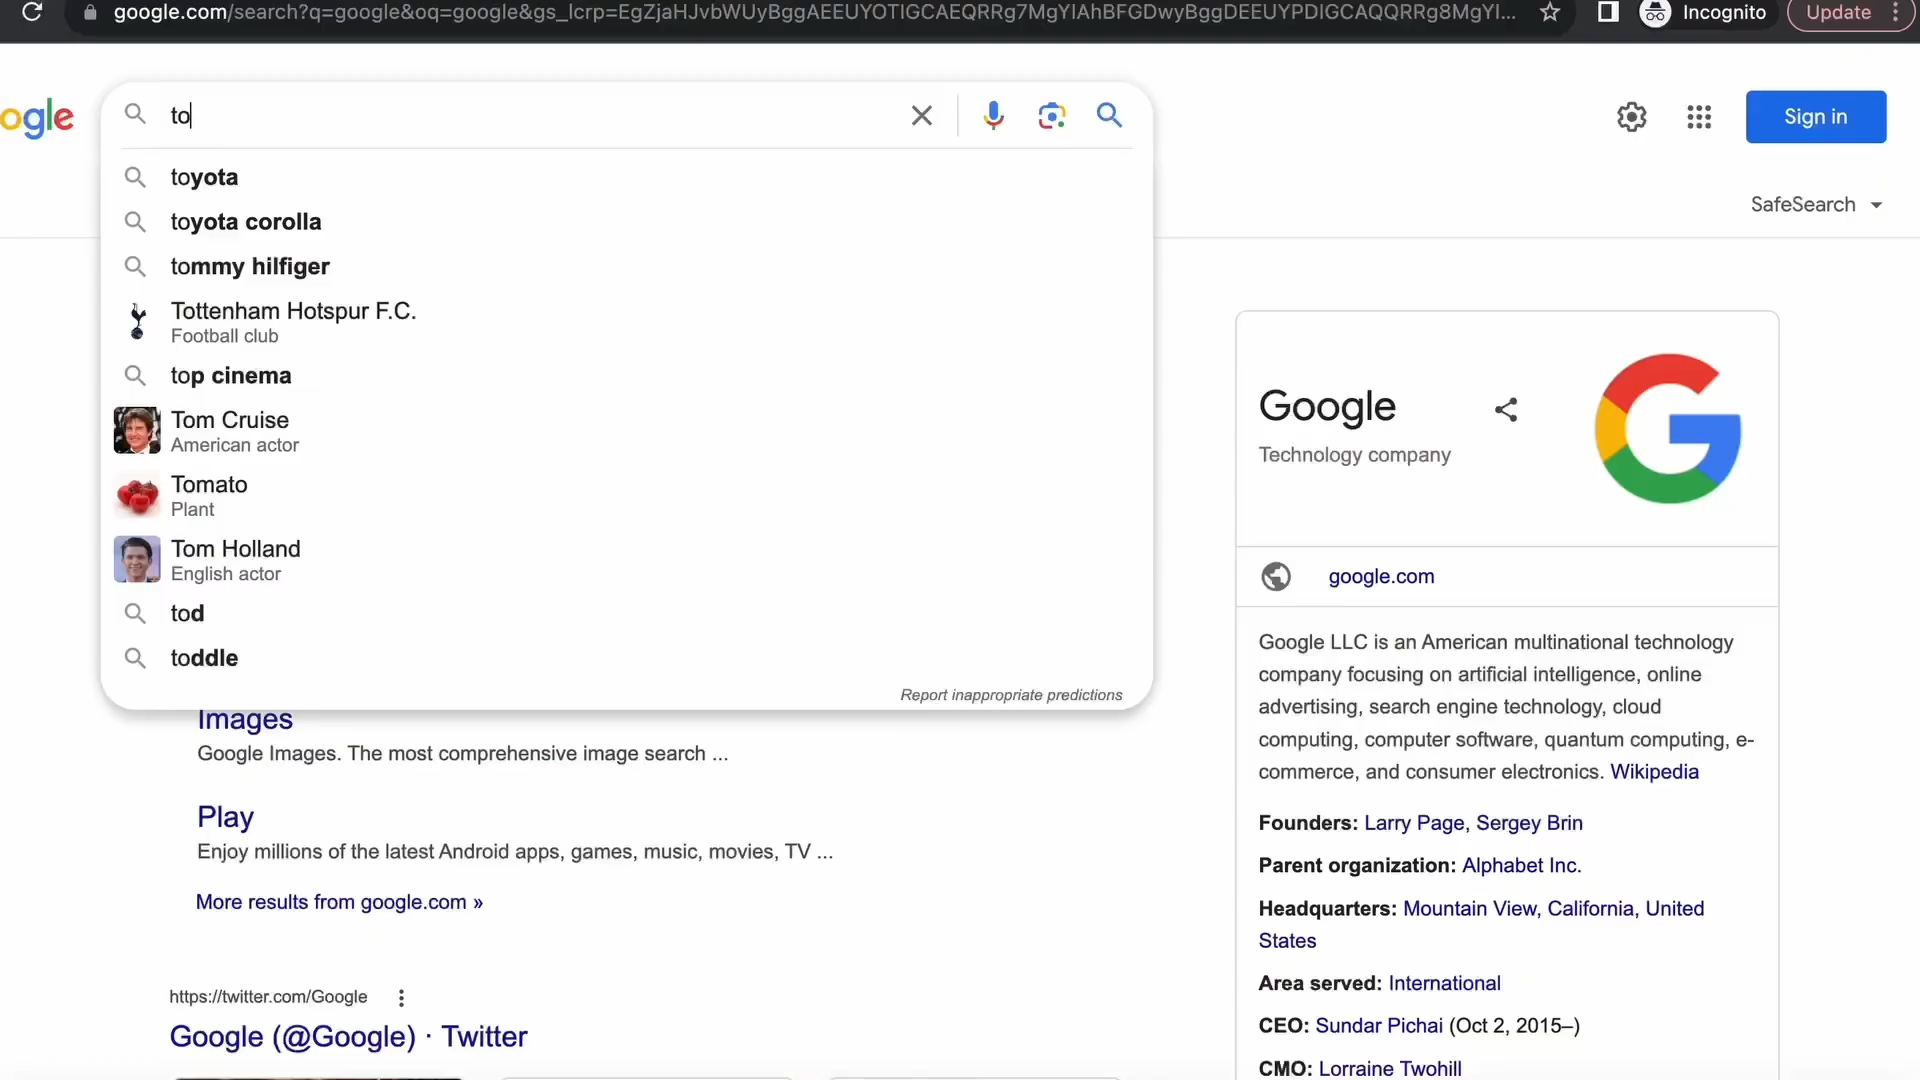 google.com/search?q=google&oq=google&gs_lcrp=EgZjaHJvbWUyBggAEEUYOTIGCAEQRRg7MgYIAhBFGDwyBggDEEUYPDIGCAQQRRg8MgYI...
Incognito
Update
ogle
to
Sign in
toyota
SafeSearch
toyota corolla
tommy hilfiger
Tottenham Hotspur F.C.
Football club
top cinema
Tom Cruise
American actor
Tomato
Plant
Tom Holland
English actor
tod
toddle
Report inappropriate predictions
Images
Google Images. The most comprehensive image search ...
Play
Enjoy millions of the latest Android apps, games, music, movies, TV ...
More results from google.com »
https://twitter.com/Google
Google (@Google) · Twitter
Google
Technology company
google.com
Google LLC is an American multinational technology
company focusing on artificial intelligence, online
advertising, search engine technology, cloud
computing, computer software, quantum computing, e-
commerce, and consumer electronics. Wikipedia
Founders: Larry Page, Sergey Brin
Parent organization: Alphabet Inc.
Headquarters: Mountain View, California, United
States
Area served: International
CEO: Sundar Pichai (Oct 2, 2015–)
CMO: Lorraine Twohill